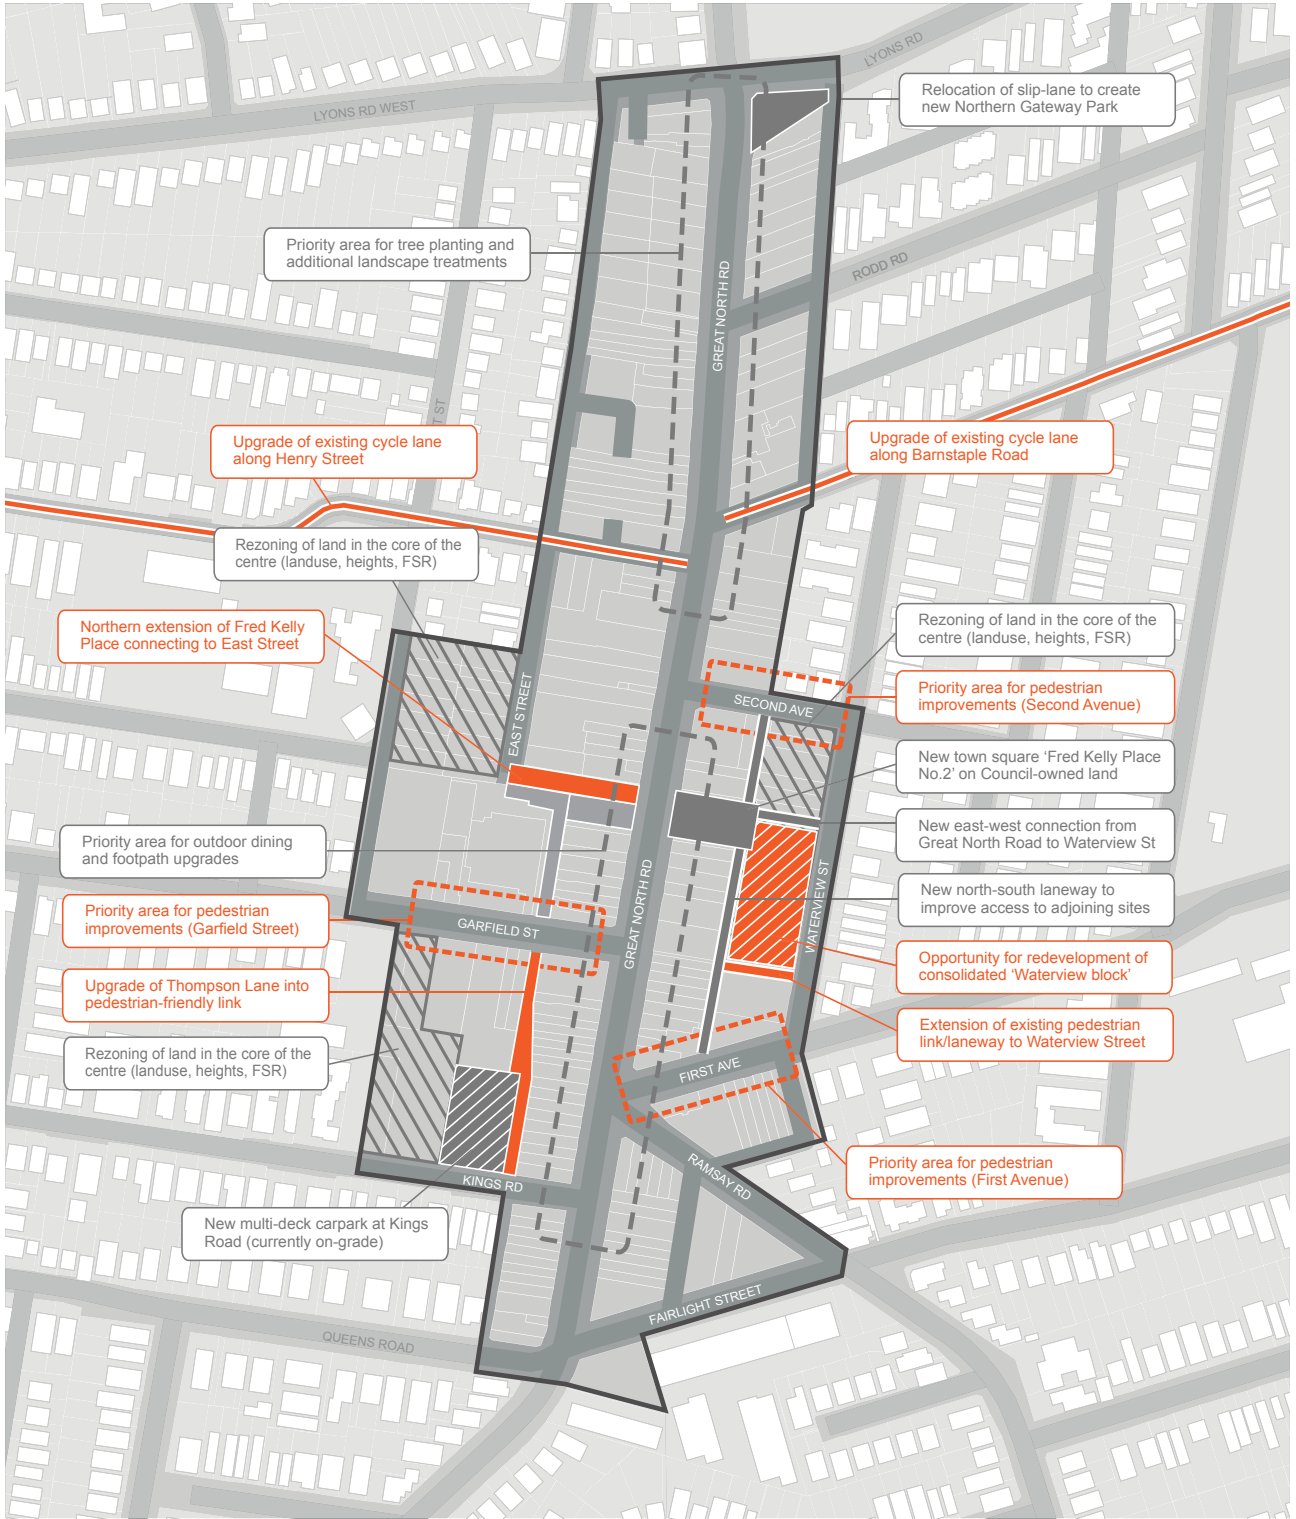 LYONS RD
LYONS RD WEST
Relocation of slip-lane to create
new Northern Gateway Park
Priority area for tree planting and
additional landscape treatments
RODD RD
GREAT NORTH RD
Upgrade of existing cycle lane
along Henry Street
Upgrade of existing cycle lane
along Barnstaple Road
Rezoning of land in the core of the
centre (landuse, heights, FSR)
Northern extension of Fred Kelly
Place connecting to East Street
Rezoning of land in the core of the
centre (landuse, heights, FSR)
Priority area for pedestrian
improvements (Second Avenue)
SECOND AVE
EAST STREET
New town square ‘Fred Kelly Place
No.2’ on Council-owned land
New east-west connection from
Great North Road to Waterview St
Priority area for outdoor dining
and footpath upgrades
New north-south laneway to
improve access to adjoining sites
Priority area for pedestrian
improvements (Garfield Street)
GARFIELD ST
GREAT NORTH RD
WATERVIEW ST
Opportunity for redevelopment of
consolidated ‘Waterview block’
Upgrade of Thompson Lane into
pedestrian-friendly link
Extension of existing pedestrian
link/laneway to Waterview Street
Rezoning of land in the core of the
centre (landuse, heights, FSR)
FIRST AVE
Priority area for pedestrian
improvements (First Avenue)
RAMSAY RD
KINGS RD
New multi-deck carpark at Kings
Road (currently on-grade)
FAIRLIGHT STREET
QUEENS ROAD